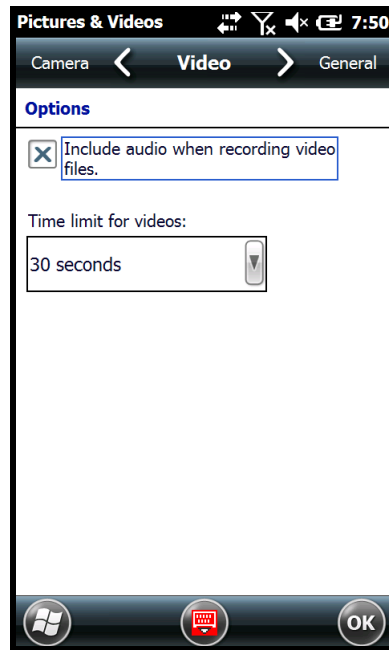 Pictures & Videos 7:50
Camera Video General
Options
Include audio when recording video
files.
Time limit for videos:
30 seconds
OK